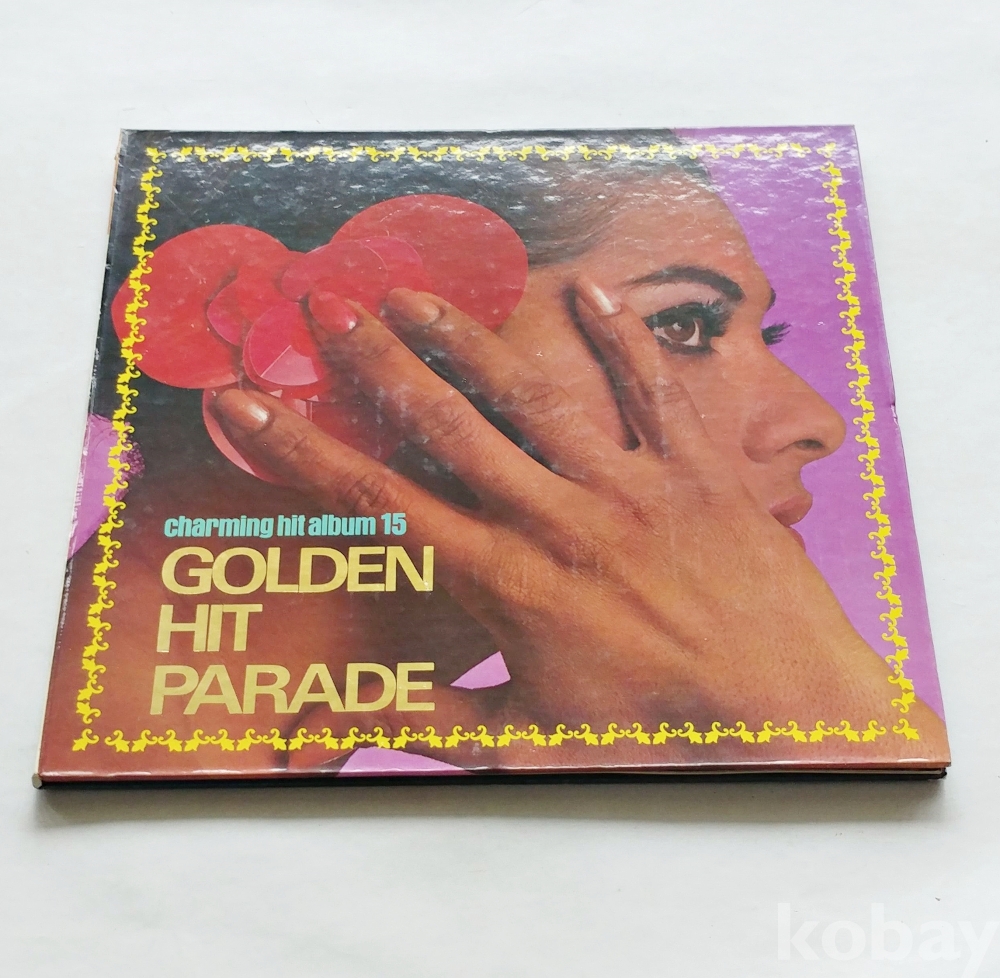 charming hit album 15
GOLDEN
HIT
PARADE
kobay